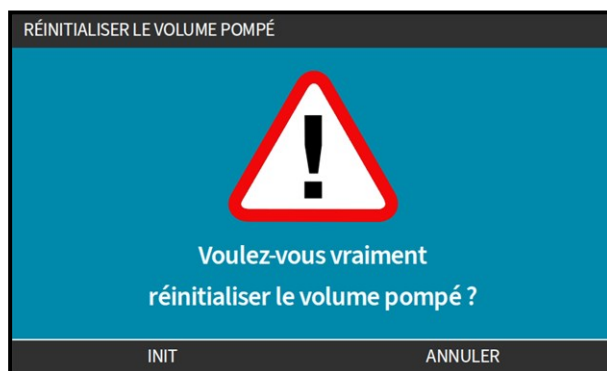 RÉINITIALISER LE VOLUME POMPÉ
!
Voulez-vous vraiment
réinitialiser le volume pompé ?
INIT ANNULER